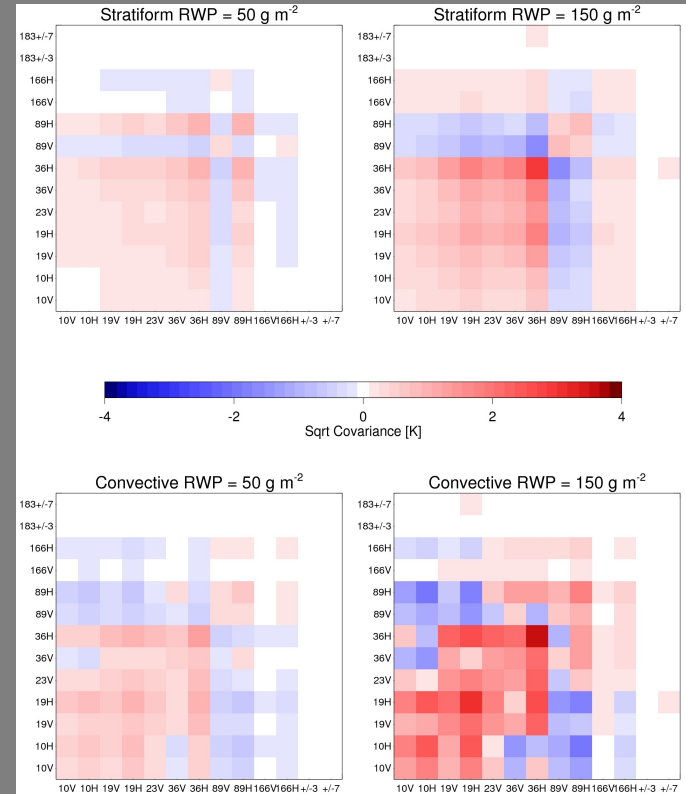 Stratiform RWP = 50 g m-2
Stratiform RWP = 150 g m-2
183+/-7
183+/-3
166H
166V
89H
89V
36H
36V
23V
19H
19V
10H
10V
10V 10H 19V 19H 23V 36V 36H 89V 89H 166V 166H +/-3 +/-7
183+/-7
183+/-3
166H
166V
89H
89V
36H
36V
23V
19H
19V
10H
10V
10V 10H 19V 19H 23V 36V 36H 89V 89H 166V 166H +/-3 +/-7
-4 -2 0 2 4
Sqrt Covariance [K]
Convective RWP = 50 g m-2
Convective RWP = 150 g m-2
183+/-7
183+/-3
166H
166V
89H
89V
36H
36V
23V
19H
19V
10H
10V
10V 10H 19V 19H 23V 36V 36H 89V 89H 166V 166H +/-3 +/-7
183+/-7
183+/-3
166H
166V
89H
89V
36H
36V
23V
19H
19V
10H
10V
10V 10H 19V 19H 23V 36V 36H 89V 89H 166V 166H +/-3 +/-7